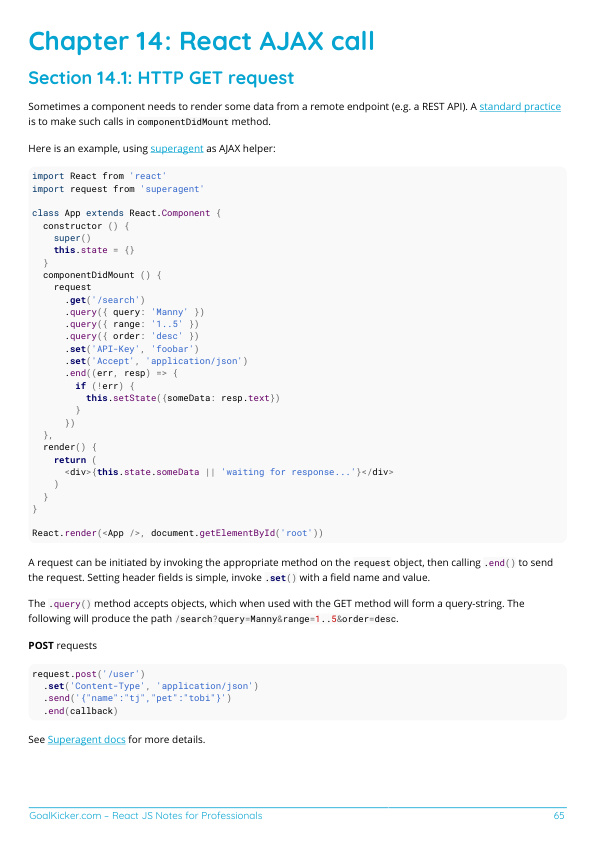 Chapter 14: React AJAX call
Section 14.1: HTTP GET request
Sometimes a component needs to render some data from a remote endpoint (e.g. a REST API). A standard practice
is to make such calls in componentDidMount method.
Here is an example, using superagent as AJAX helper:
import React from 'react'
import request from 'superagent'

class App extends React.Component {
  constructor () {
    super()
    this.state = {}
  }
  componentDidMount () {
    request
      .get('/search')
      .query({ query: 'Manny' })
      .query({ range: '1..5' })
      .query({ order: 'desc' })
      .set('API-Key', 'foobar')
      .set('Accept', 'application/json')
      .end((err, resp) => {
        if (!err) {
          this.setState({someData: resp.text})
        }
      })
  },
  render() {
    return (
      <div>{this.state.someData || 'waiting for response...'}</div>
    )
  }
}

React.render(<App />, document.getElementById('root'))
A request can be initiated by invoking the appropriate method on the request object, then calling .end() to send
the request. Setting header fields is simple, invoke .set() with a field name and value.
The .query() method accepts objects, which when used with the GET method will form a query-string. The
following will produce the path /search?query=Manny&range=1..5&order=desc.
POST requests
request.post('/user')
  .set('Content-Type', 'application/json')
  .send('{"name":"tj","pet":"tobi"}')
  .end(callback)
See Superagent docs for more details.
GoalKicker.com – React JS Notes for Professionals
65